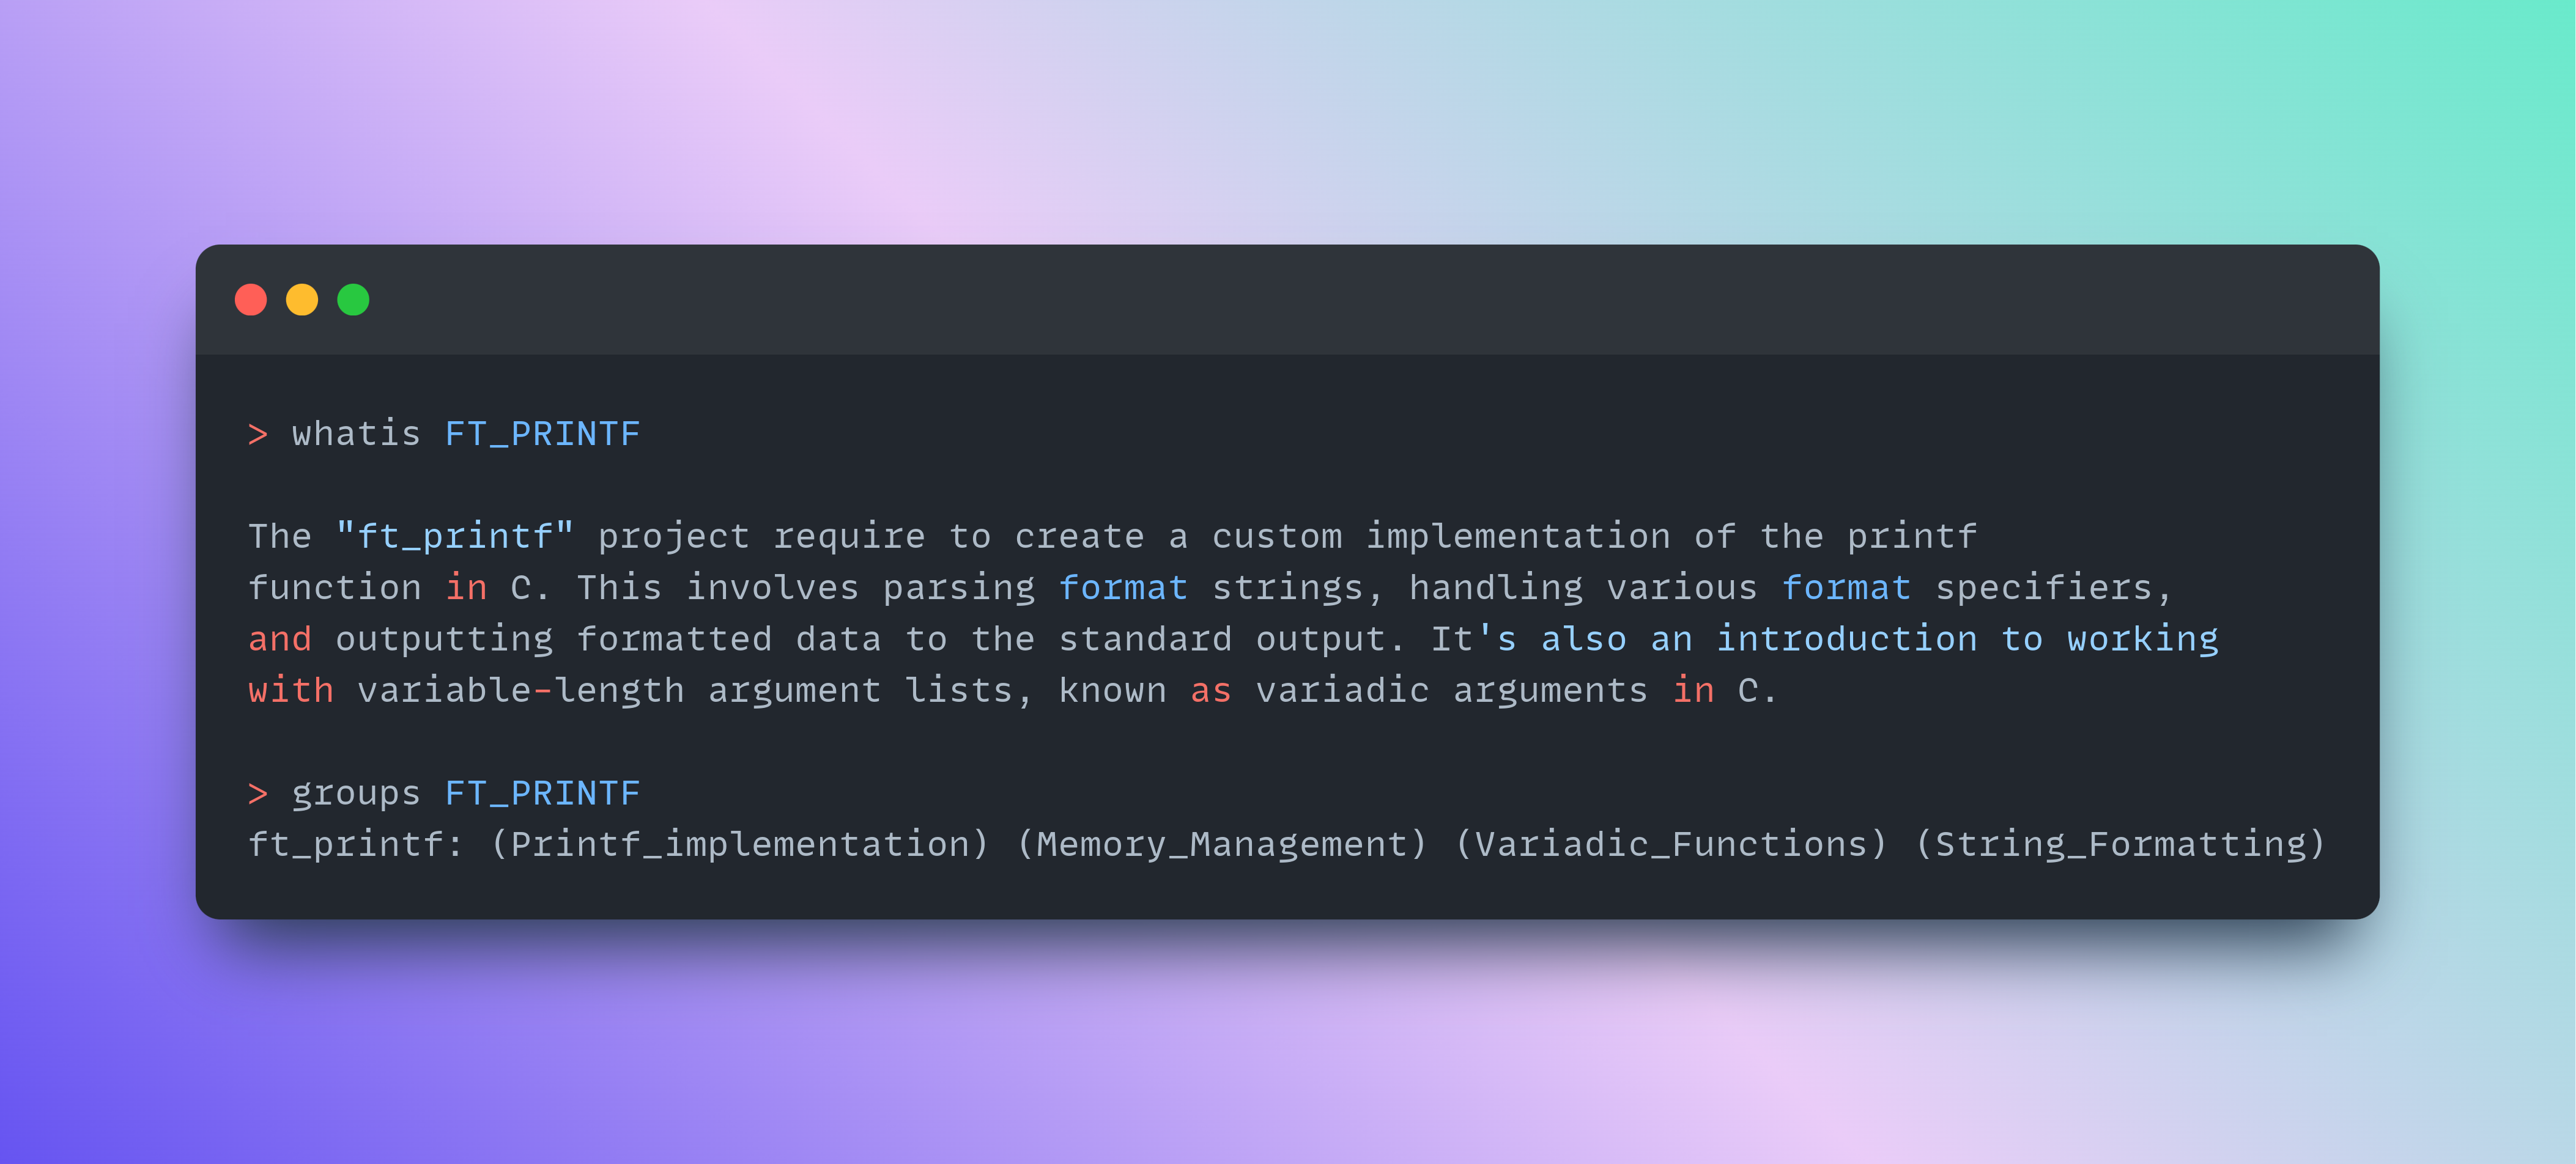 > whatis FT_PRINTF
The "ft_printf" project require to create a custom implementation of the printf
function in C. This involves parsing format strings, handling various format specifiers,
and outputting formatted data to the standard output. It's also an introduction to working
with variable-length argument lists, known as variadic arguments in C.
> groups FT_PRINTF
ft_printf: (Printf_implementation) (Memory_Management) (Variadic_Functions) (String_Formatting)